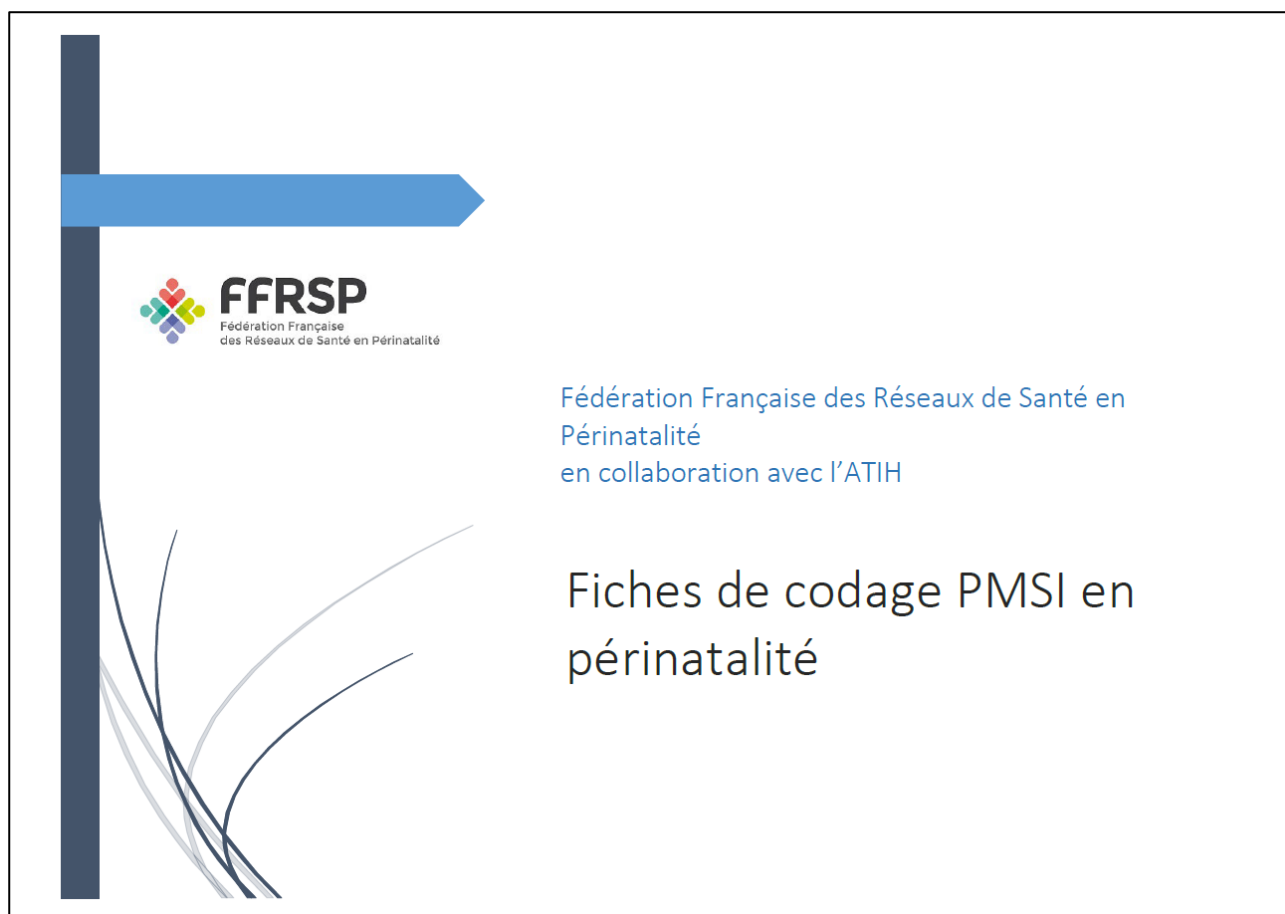 FFRSP
Fédération Française
des Réseaux de Santé en Périnatalité
Fédération Française des Réseaux de Santé en
Périnatalité
en collaboration avec l'ATIH
Fiches de codage PMSI en
périnatalité